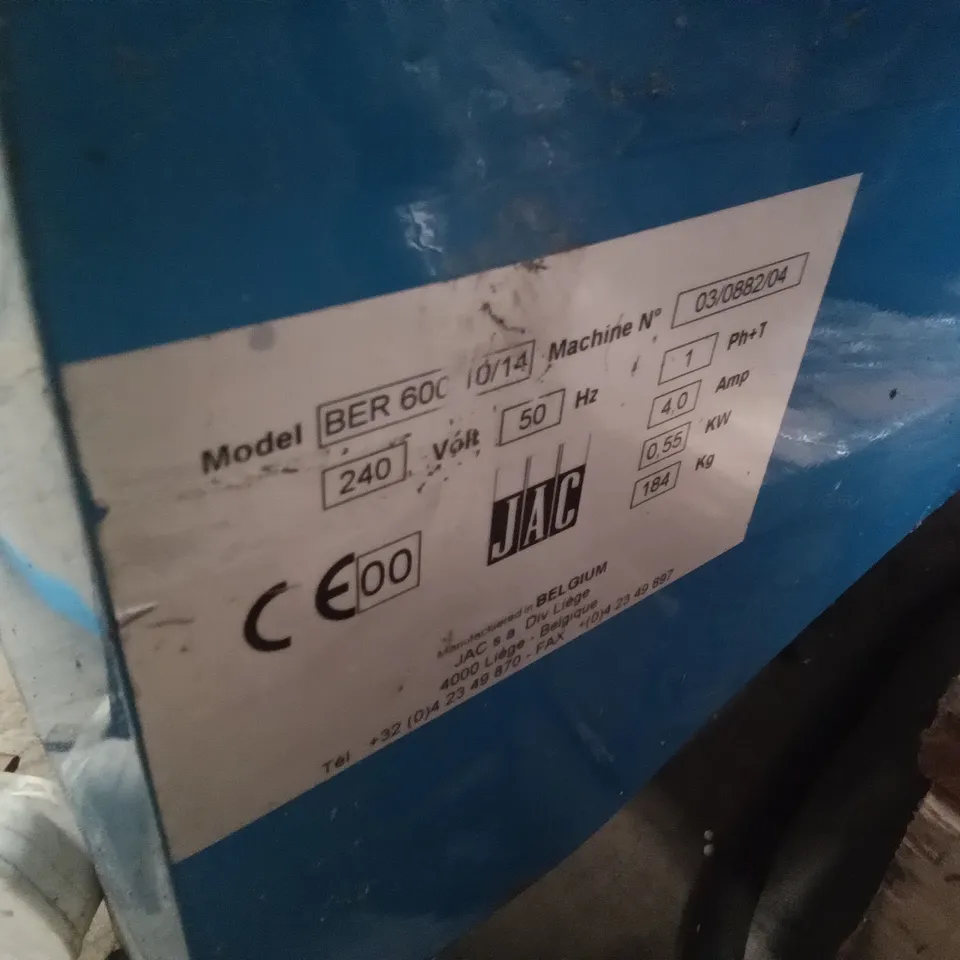 Model BER 600 10/14 Machine N° 03/0882/04
240 Volt 50 Hz 1 Ph+T
4,0 Amp
0,55 KW
184 Kg
JAC
CE 00
Manufactured in BELGIUM
JAC s a Div Liège
4000 Liège - Belgique
Tél +32 (0)4 23 49 870 - FAX (0)4 23 49 897